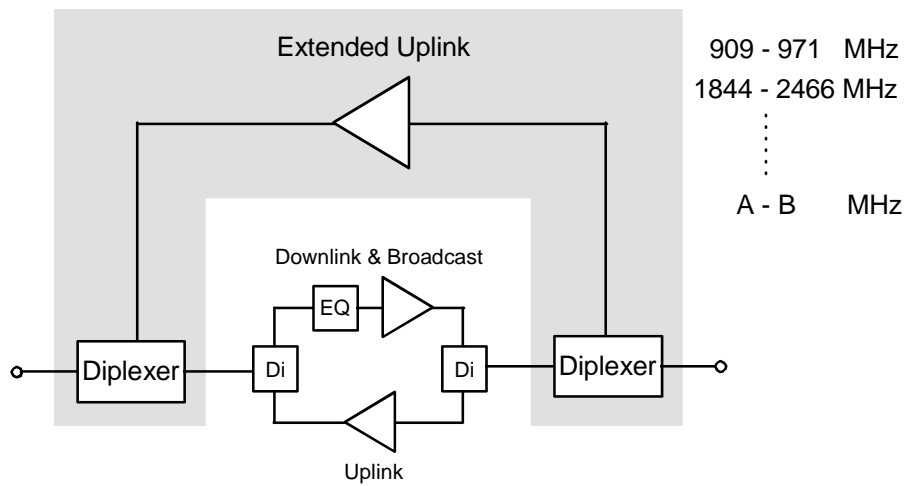 Extended Uplink
909 - 971 MHz
1844 - 2466 MHz
A - B MHz
Downlink & Broadcast
EQ
Diplexer
Di
Di
Diplexer
Uplink